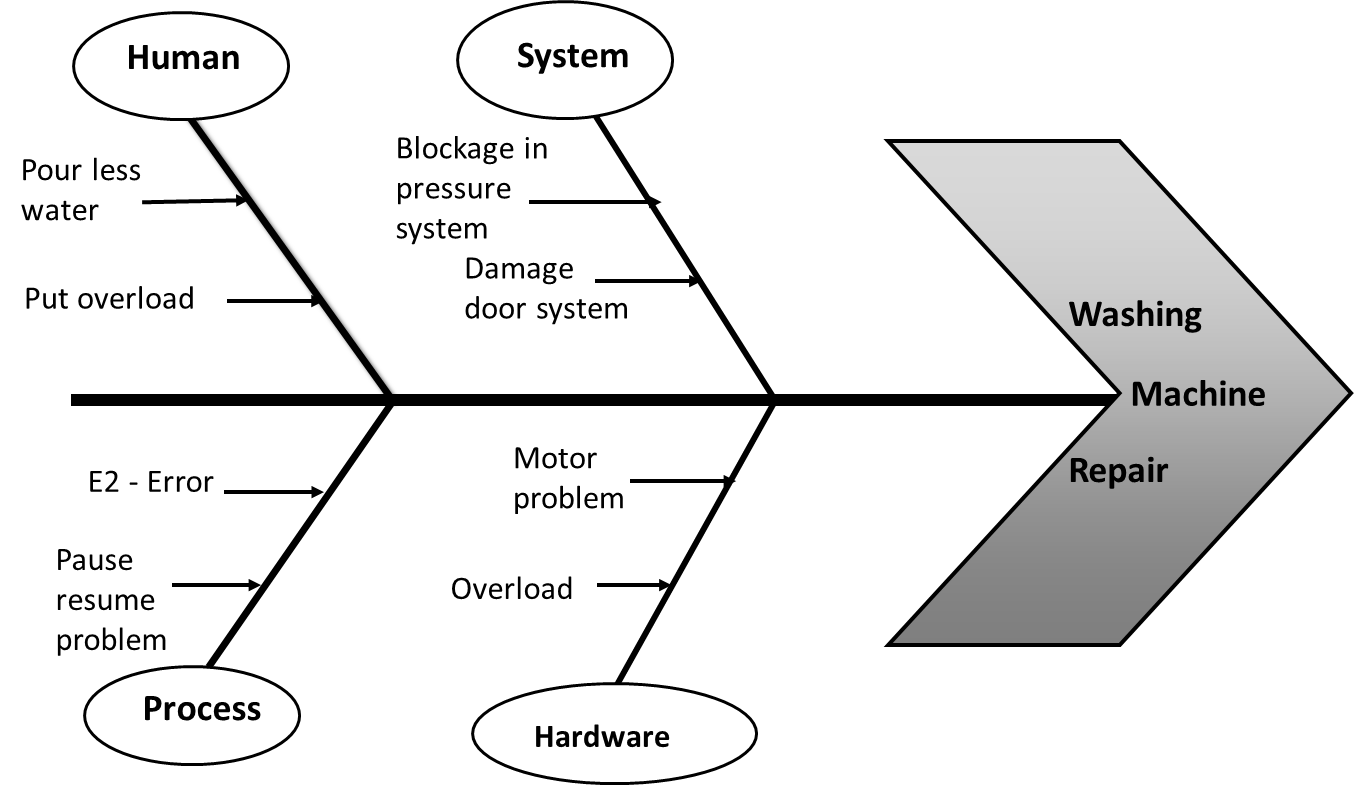 Human
System
Pour less
water
Put overload
Blockage in
pressure
system
Damage
door system
Washing
Machine
Repair
E2 - Error
Pause
resume
problem
Motor
problem
Overload
Process
Hardware